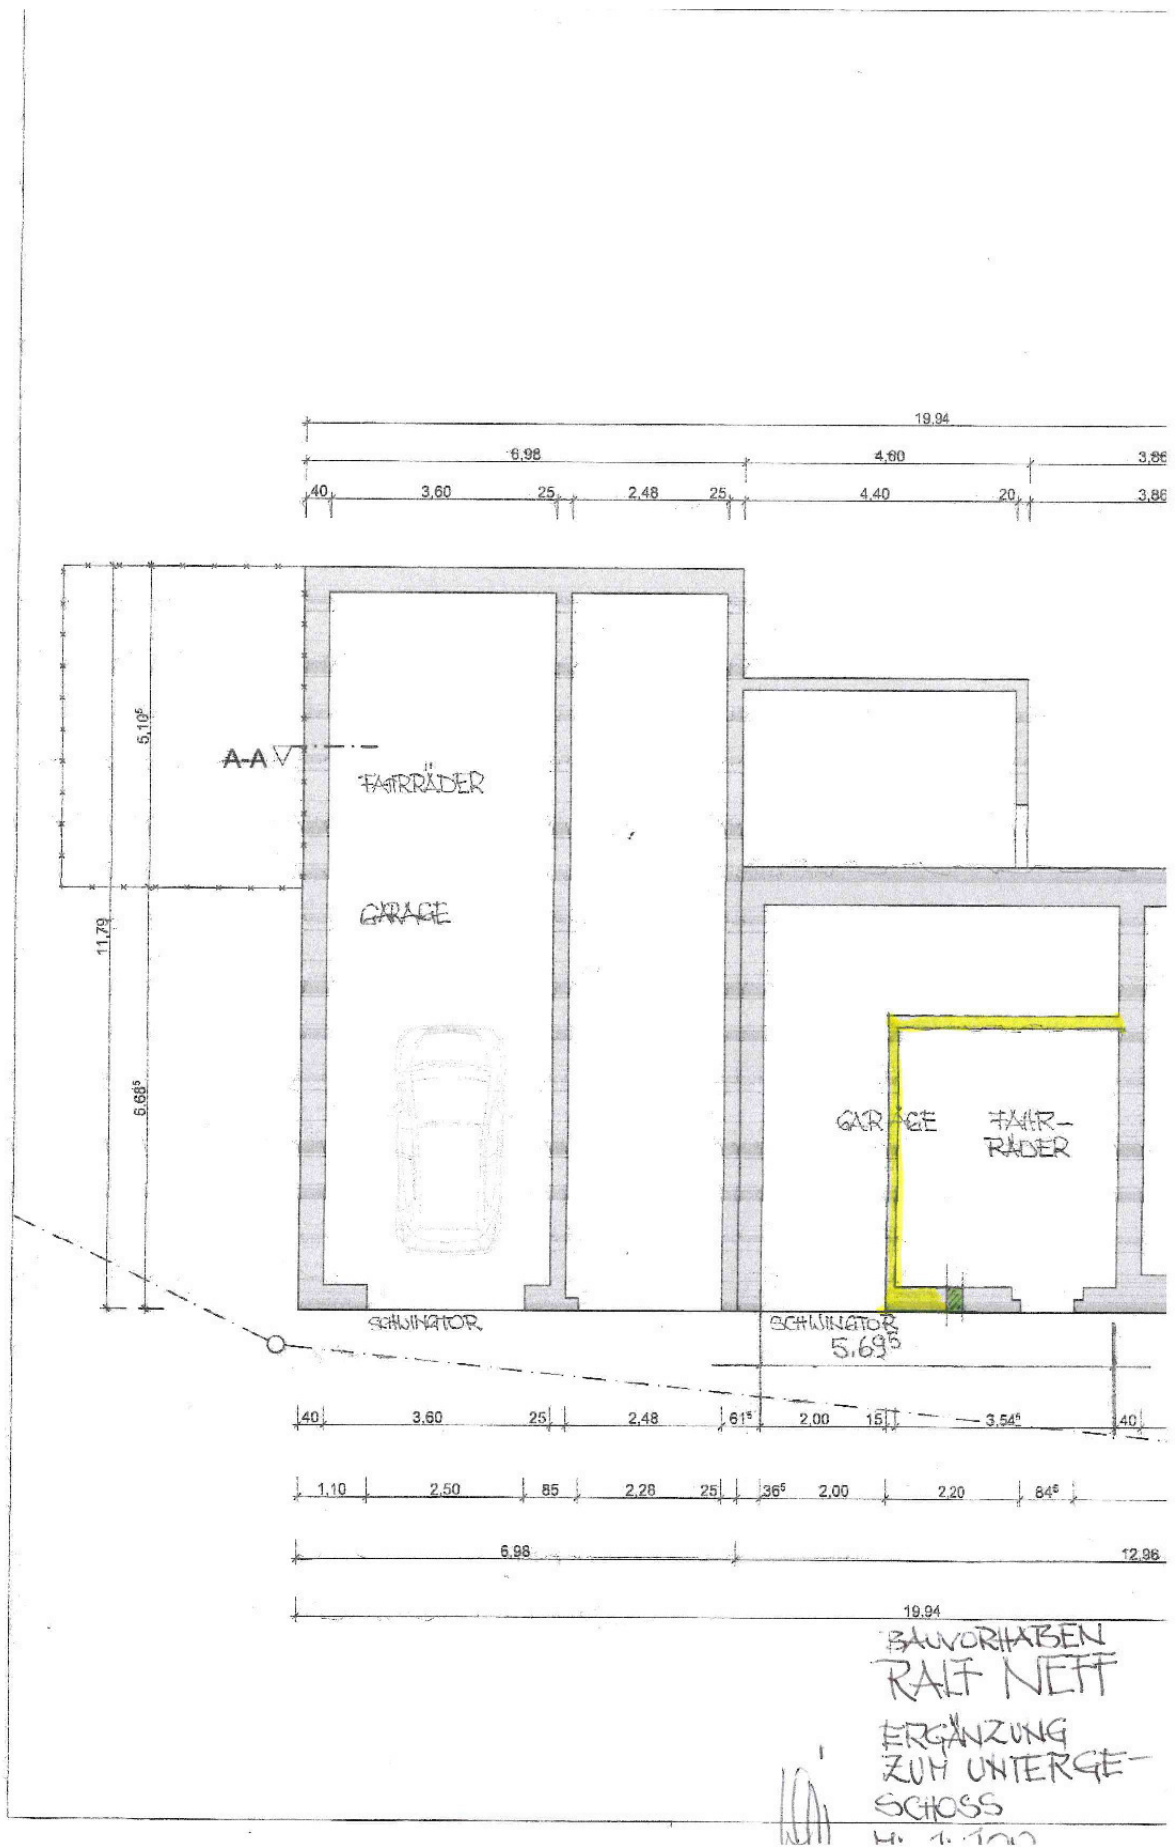 19.94
6,98 4,60 3,86
40 3,60 25 2,48 25 4,40 20 3,86
5,10⁵
A-A
FAHRRÄDER
GARAGE
11,79
6,68⁵
GARAGE FAHR-
RÄDER
SCHWINGTOR SCHWINGTOR
5,69⁵
40 3,60 25 2,48 61⁵ 2,00 15 3,54⁵ 40
1,10 2,50 85 2,28 25 36⁵ 2,00 2,20 84⁵
6,98 12,96
19,94
BAUVORHABEN
RALF NEFF
ERGÄNZUNG
ZUM UNTERGE-
SCHOSS
M. 1:100